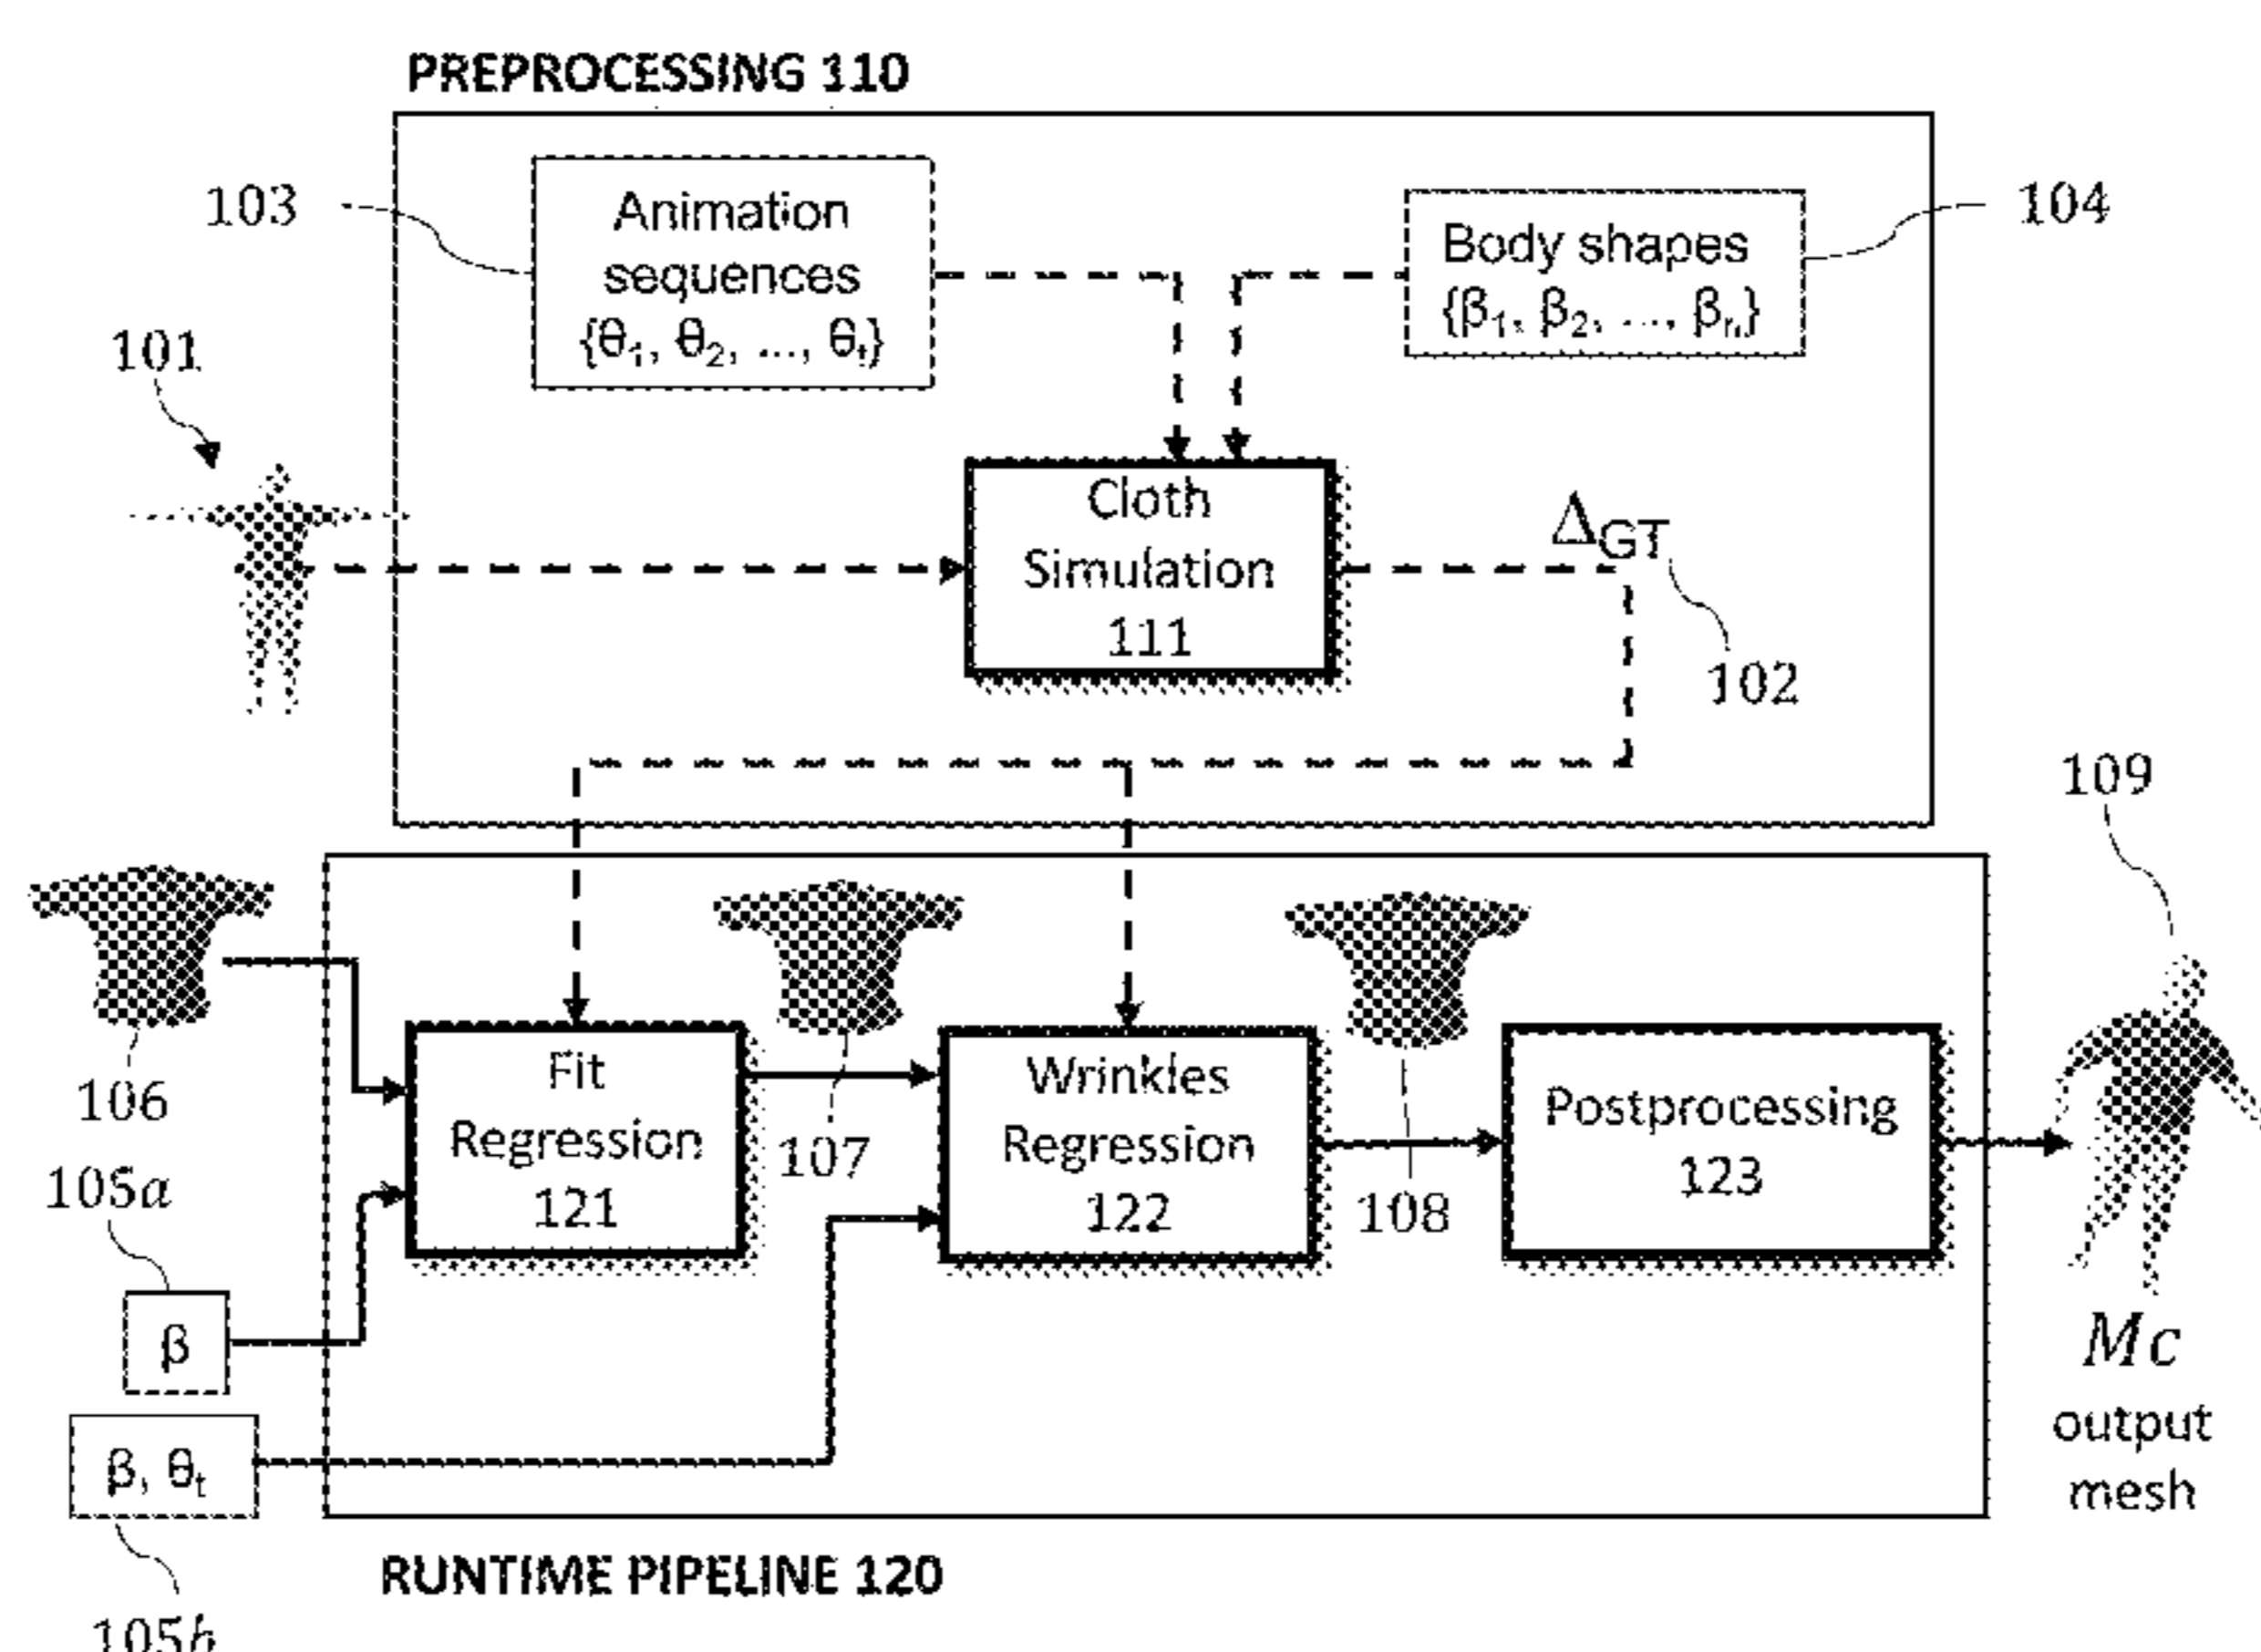 PREPROCESSING 110
103
Animation
sequences
{θ₁, θ₂, ..., θₜ}
Body shapes
{β₁, β₂, ..., βₙ}
104
101
Cloth
Simulation
111
Δ_GT
102
109
106
107
108
Fit
Regression
121
Wrinkles
Regression
122
Postprocessing
123
105a
β
β, θₜ
105b
Mc
output
mesh
RUNTIME PIPELINE 120